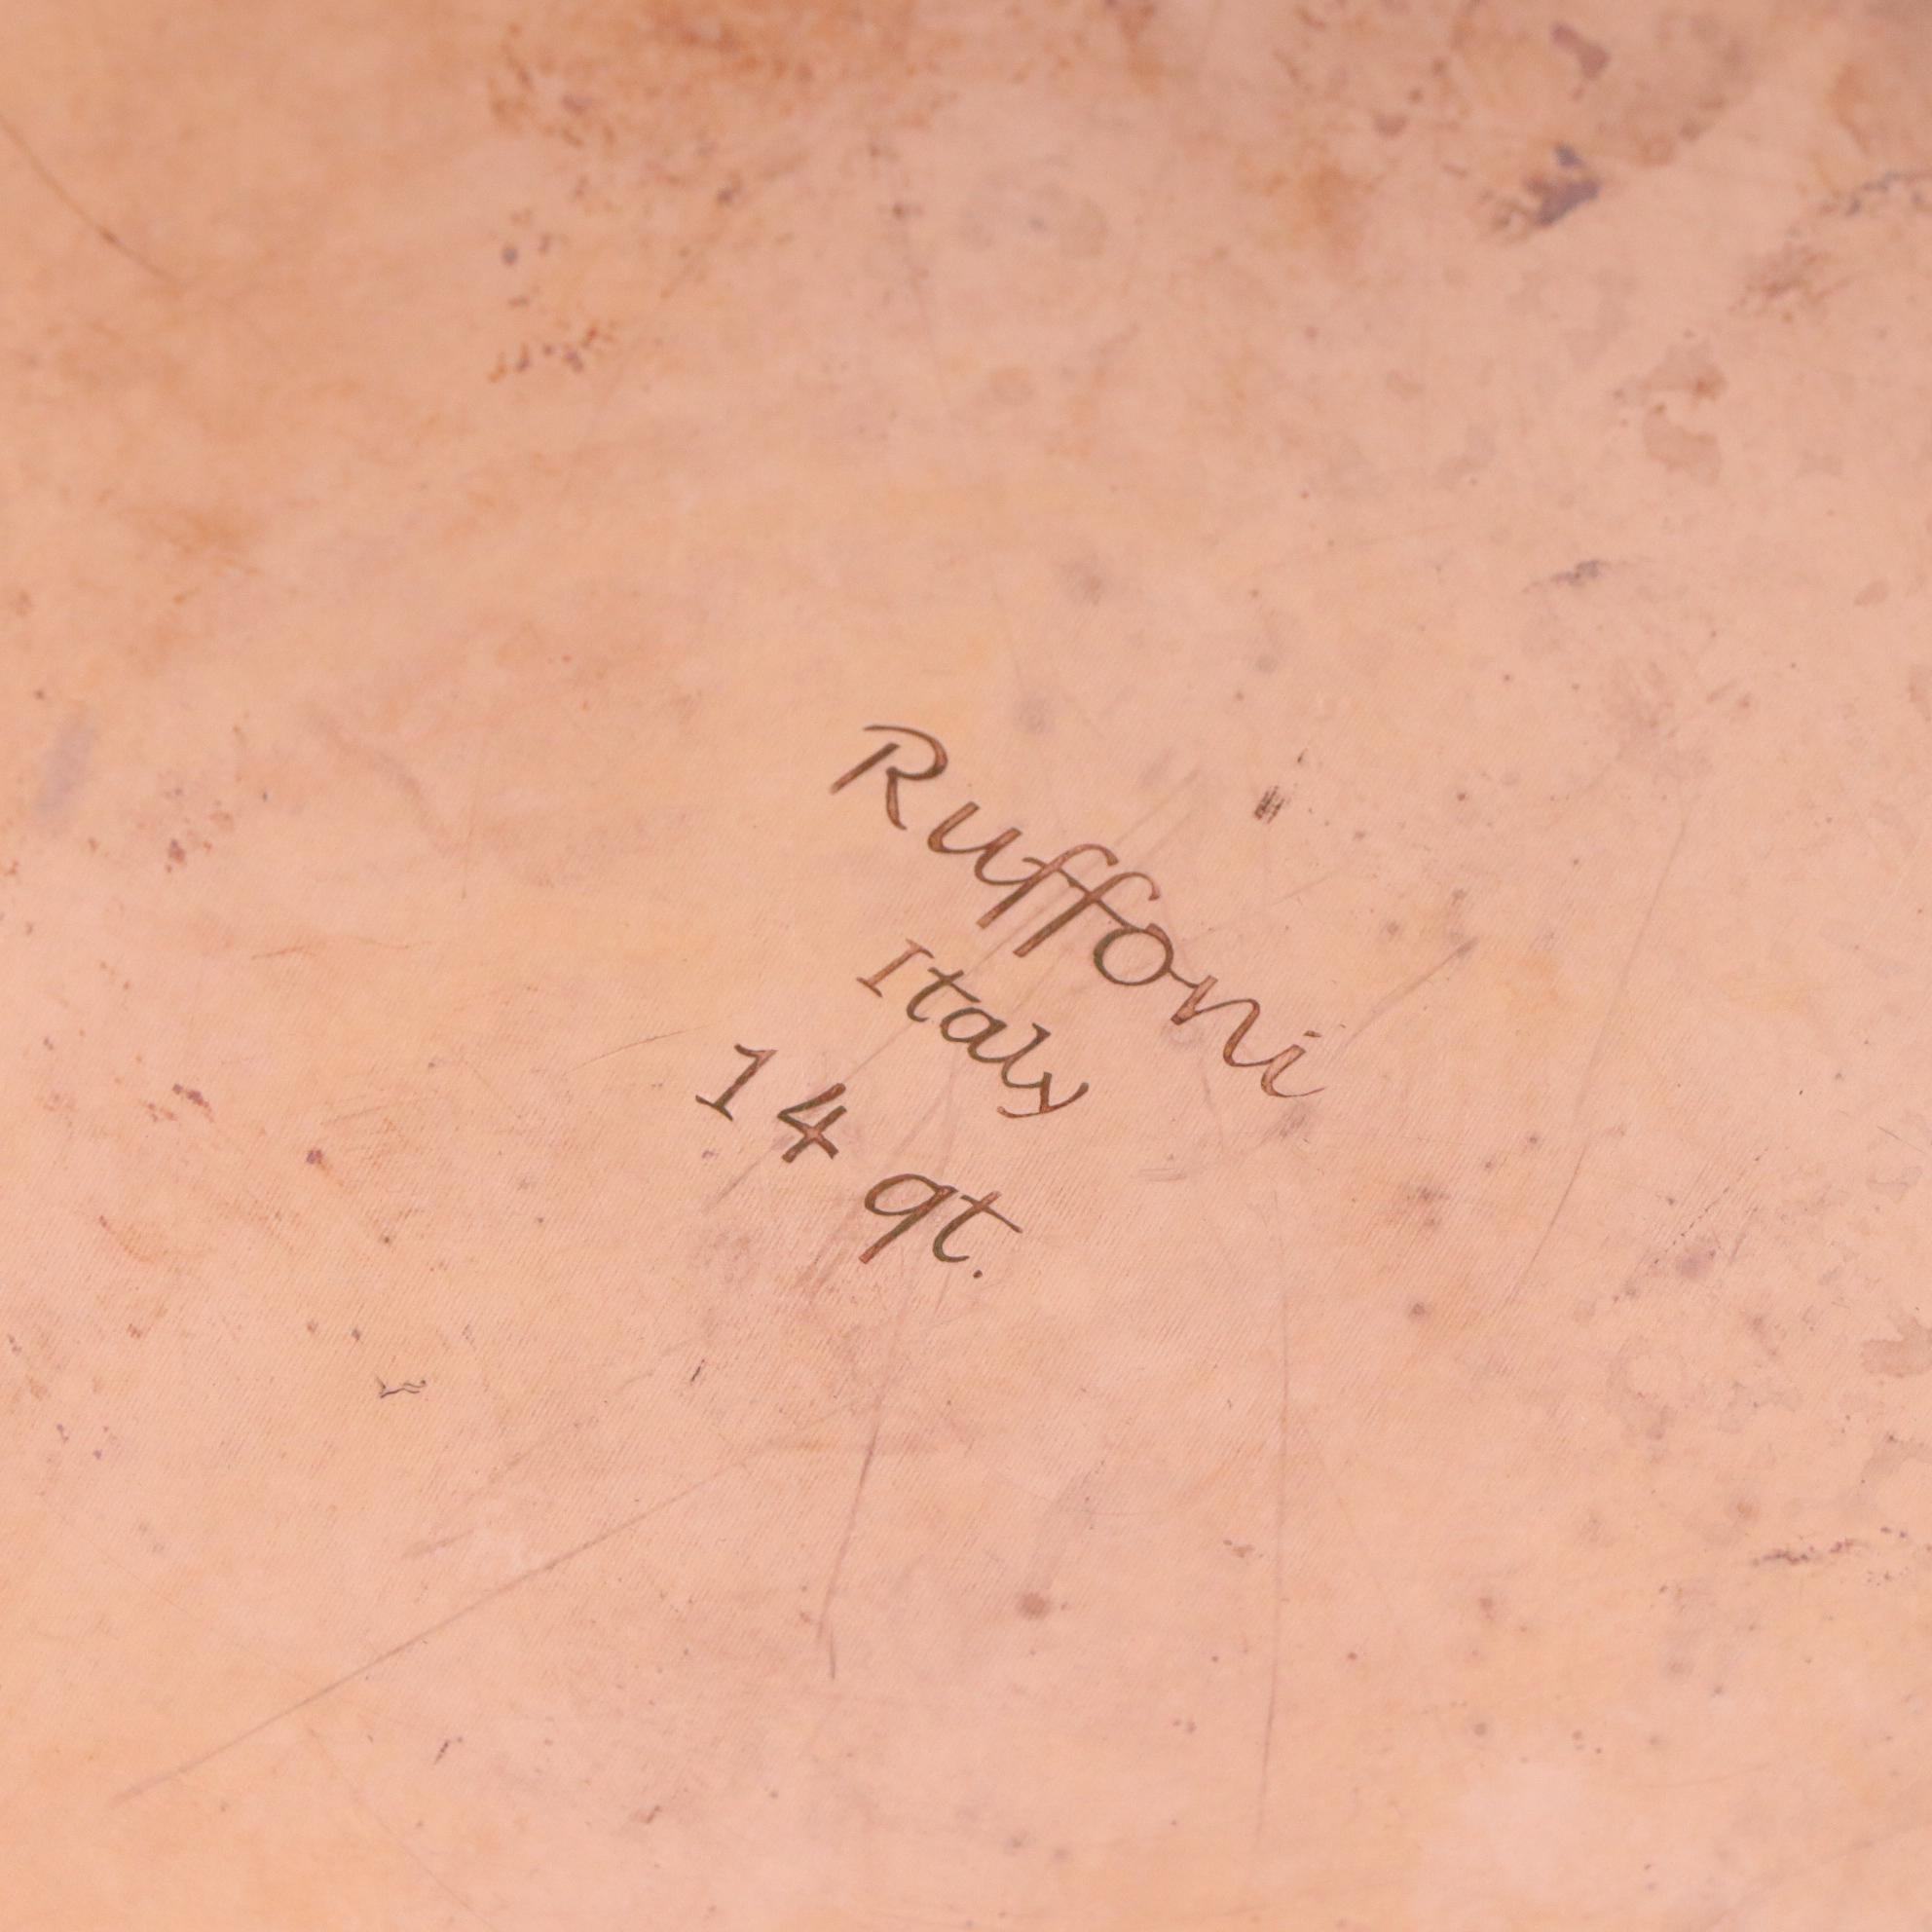 Ruffoni
Italy
14 qt.